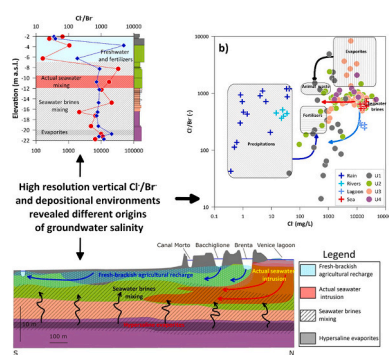 Cl⁻/Br⁻
100 1000 10000 100000
-2
-4
-6
-8
-10
-12
-14
-16
-18
-20
-22
Elevation (m a.s.l.)
Freshwater
and fertilizers
Actual seawater
mixing
Seawater brines
mixing
Evaporites
100 1000 10000 100000
b)
10000
1000
100
10
Cl/Br (-)
Evaporites
Animal waste
Fertilizers
Seawater
brines
Precipitations
Rain
Rivers
Lagoon
Sea
U1
U2
U3
U4
0.1 1 10 100 1000 10000 100000
Cl⁻ (mg/L)
High resolution vertical Cl⁻/Br⁻
and depositional environments
revealed different origins
of groundwater salinity
Canal Morto Bacchiglione Brenta Venice lagoon
Fresh-brackish agricultural recharge
Actual seawater
intrusion
Seawater brines
mixing
10 m
100 m
S
N
Legend
Fresh-backish
agricultural recharge
Actual seawater
intrusion
Seawater brines
mixing
Hypersaline evaporites